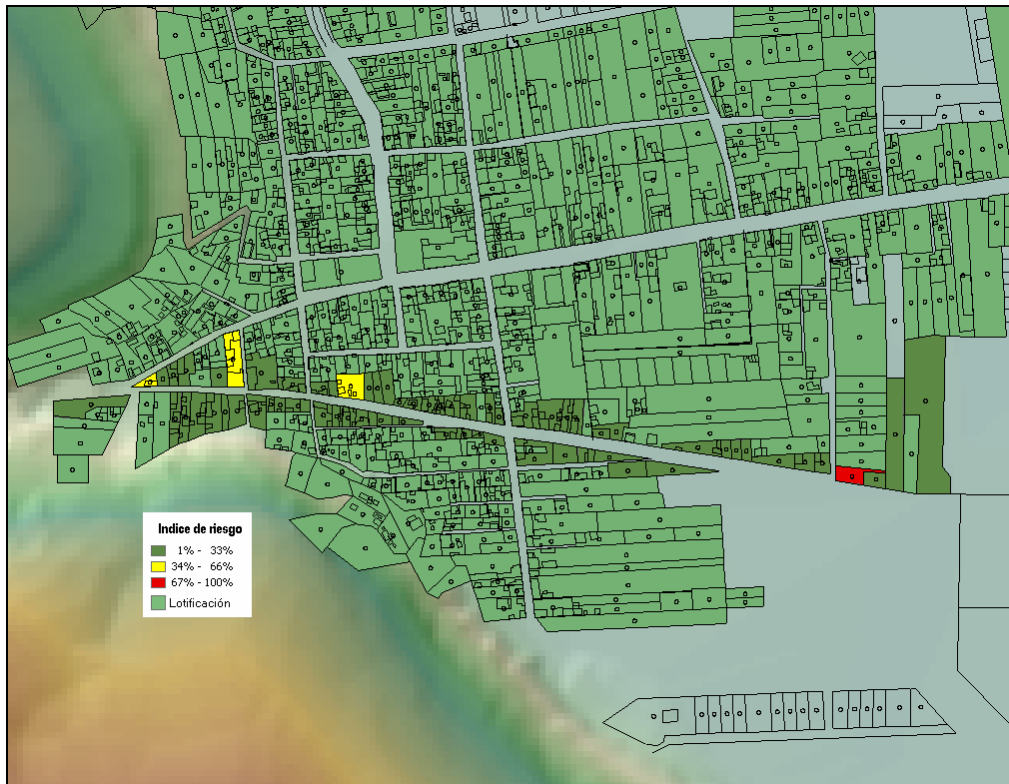 Indice de riesgo
1% - 33%
34% - 66%
67% - 100%
Lotificación